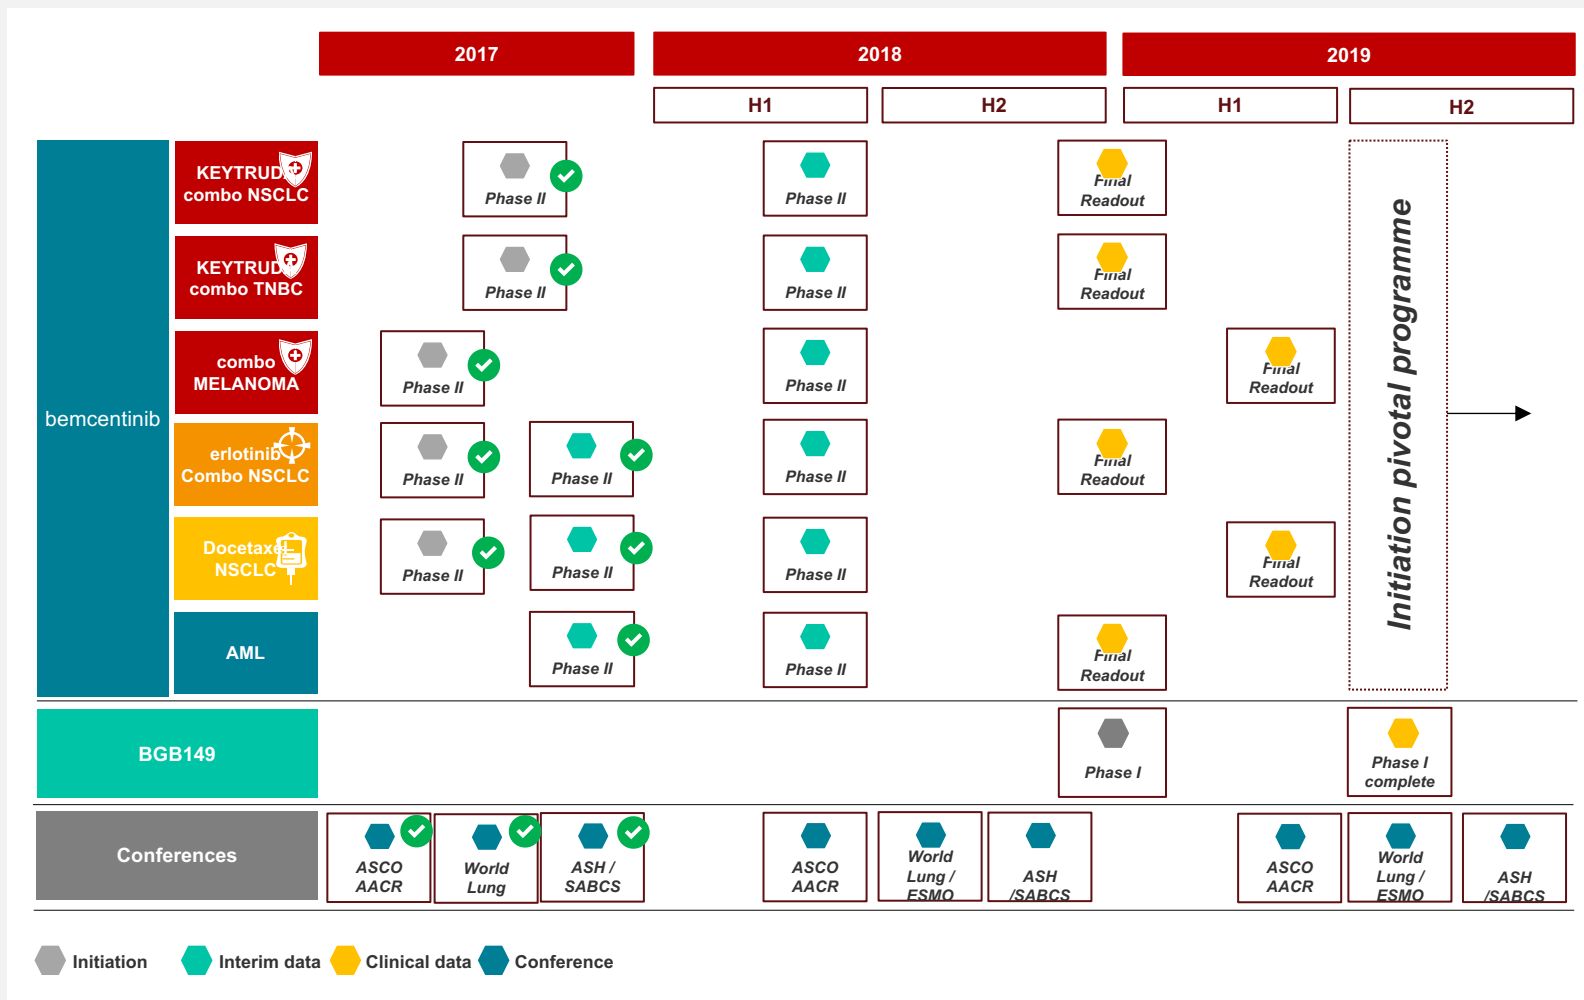 2017
2018
2019
H1
H2
H1
H2
bemcentinib
KEYTRUD
combo NSCLC
Phase II
Phase II
Final
Readout
KEYTRUD
combo TNBC
Phase II
Phase II
Final
Readout
combo
MELANOMA
Phase II
Phase II
Final
Readout
erlotinib
Combo NSCLC
Phase II
Phase II
Phase II
Final
Readout
Docetaxel
NSCLC
Phase II
Phase II
Phase II
Final
Readout
AML
Phase II
Phase II
Final
Readout
Initiation pivotal programme
BGB149
Phase I
Phase I
complete
Conferences
ASCO
AACR
World
Lung
ASH /
SABCS
ASCO
AACR
World
Lung /
ESMO
ASH
/SABCS
ASCO
AACR
World
Lung /
ESMO
ASH
/SABCS
Initiation
Interim data
Clinical data
Conference